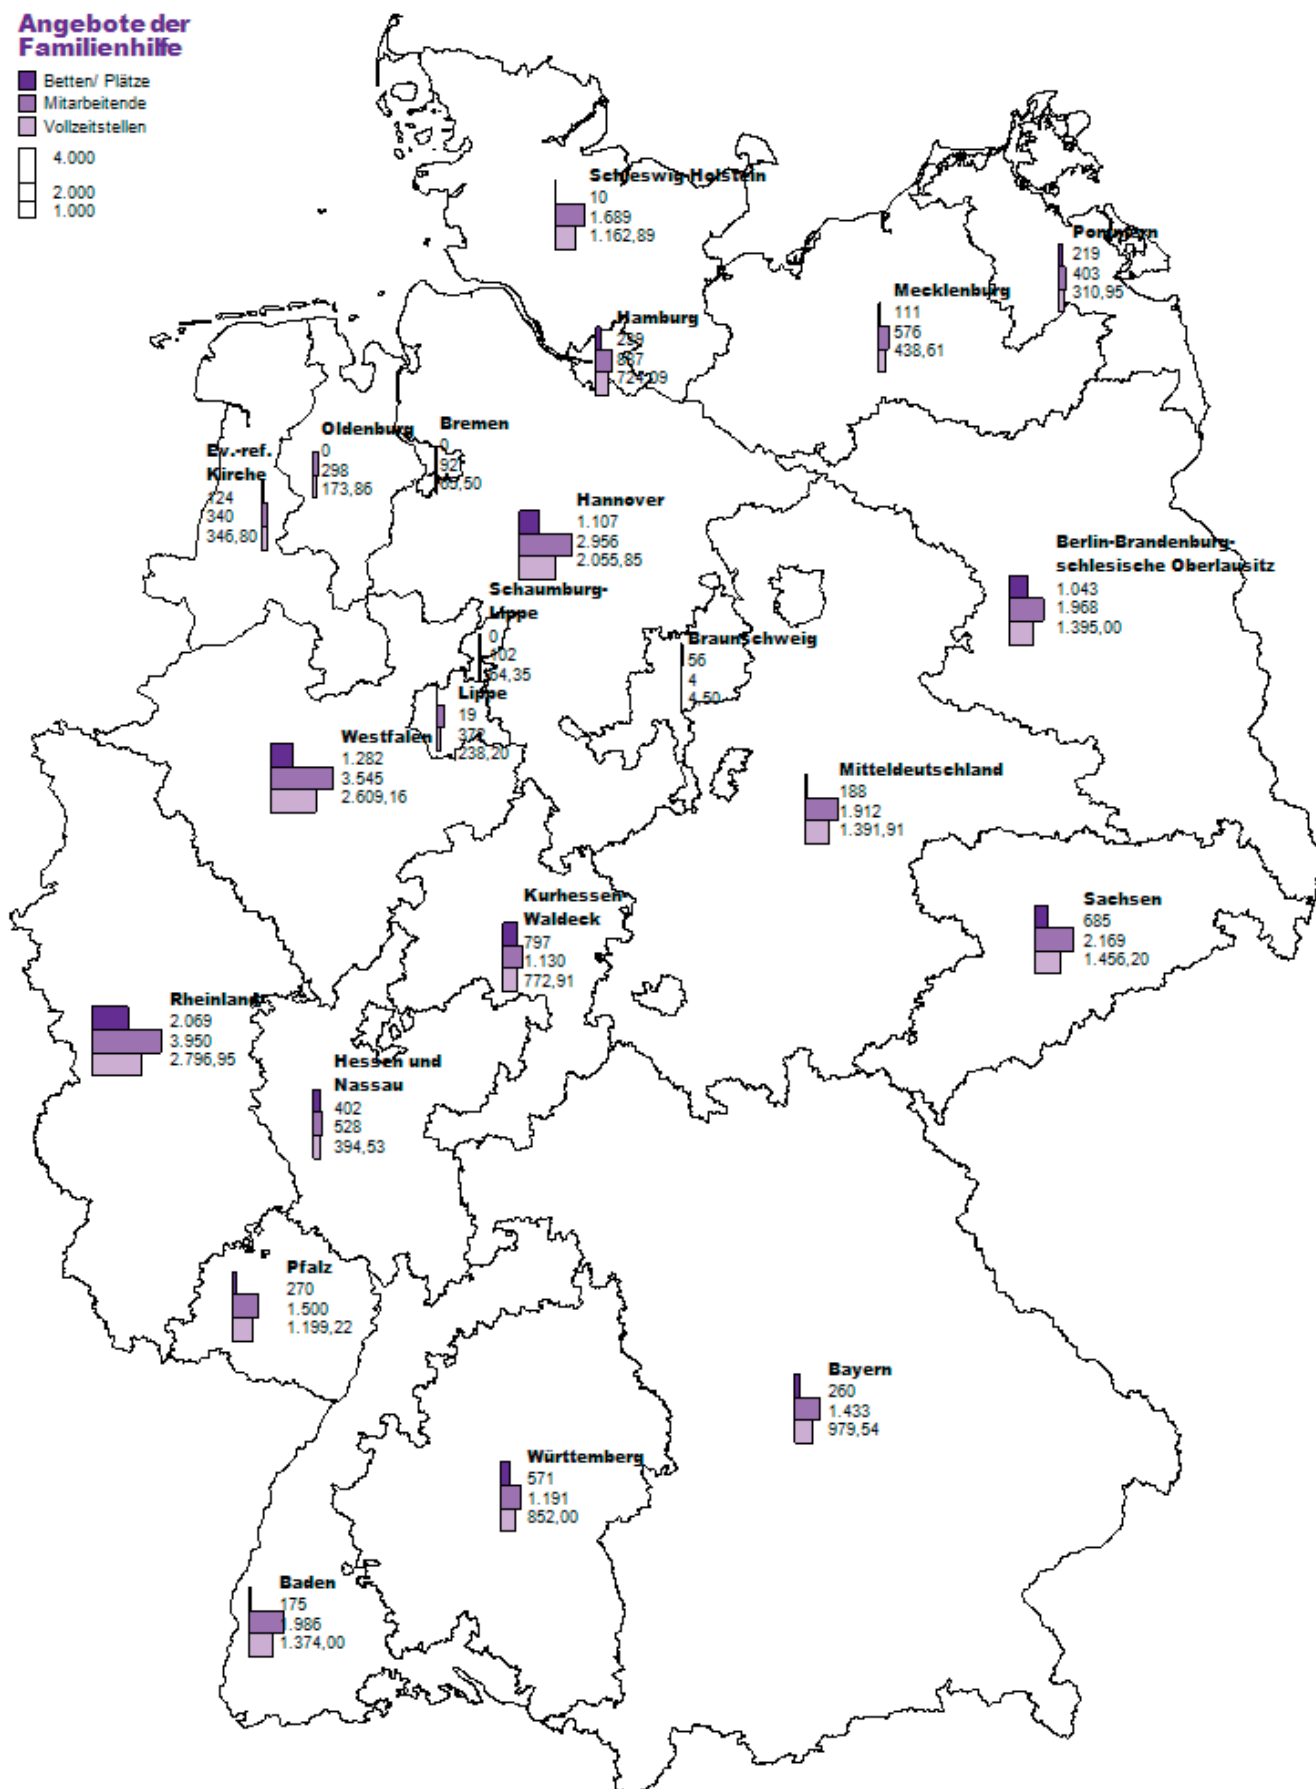 Angebote der
Familienhilfe
Betten/ Plätze
Mitarbeitende
Vollzeitstellen
4.000
2.000
1.000
Schleswig-Holstein
10
1.689
1.162,89
Pommern
219
403
310,95
Mecklenburg
111
576
438,61
Hamburg
724,09
Oldenburg
0
298
173,86
Bremen
0
92
Ev.-ref.
Kirche
124
340
346,80
Hannover
1.107
2.956
2.055,85
Berlin-Brandenburg-
schlesische Oberlausitz
1.043
1.968
1.395,00
Schaumburg-
Lippe
0
102
Braunschweig
56
4
4,50
Lippe
19
372
238,20
Westfalen
1.282
3.545
2.609,16
Mitteldeutschland
188
1.912
1.391,91
Kurhessen-
Waldeck
797
1.130
772,91
Sachsen
685
2.169
1.456,20
Rheinland
2.069
3.950
2.796,95
Hessen und
Nassau
402
528
394,53
Pfalz
270
1.500
1.199,22
Bayern
260
1.433
979,54
Württemberg
571
1.191
852,00
Baden
175
1.986
1.374,00